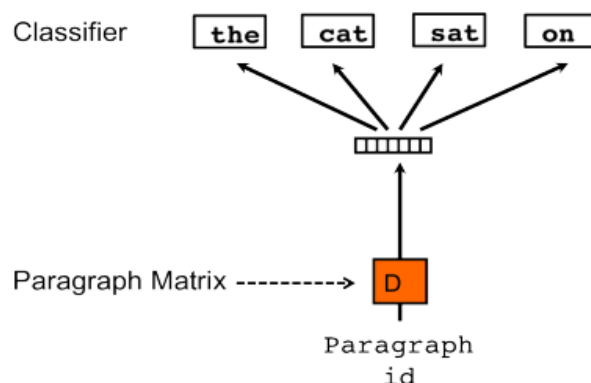 Classifier the cat sat on
Paragraph Matrix D
Paragraph
id